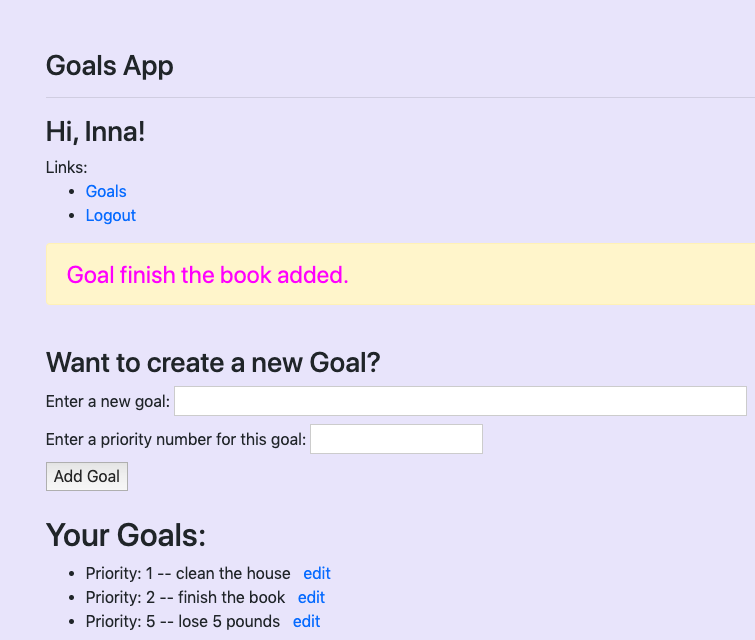 Goals App
Hi, Inna!
Links:
Goals
Logout
Goal finish the book added.
Want to create a new Goal?
Enter a new goal:
Enter a priority number for this goal:
Add Goal
Your Goals:
Priority: 1 -- clean the house edit
Priority: 2 -- finish the book edit
Priority: 5 -- lose 5 pounds edit